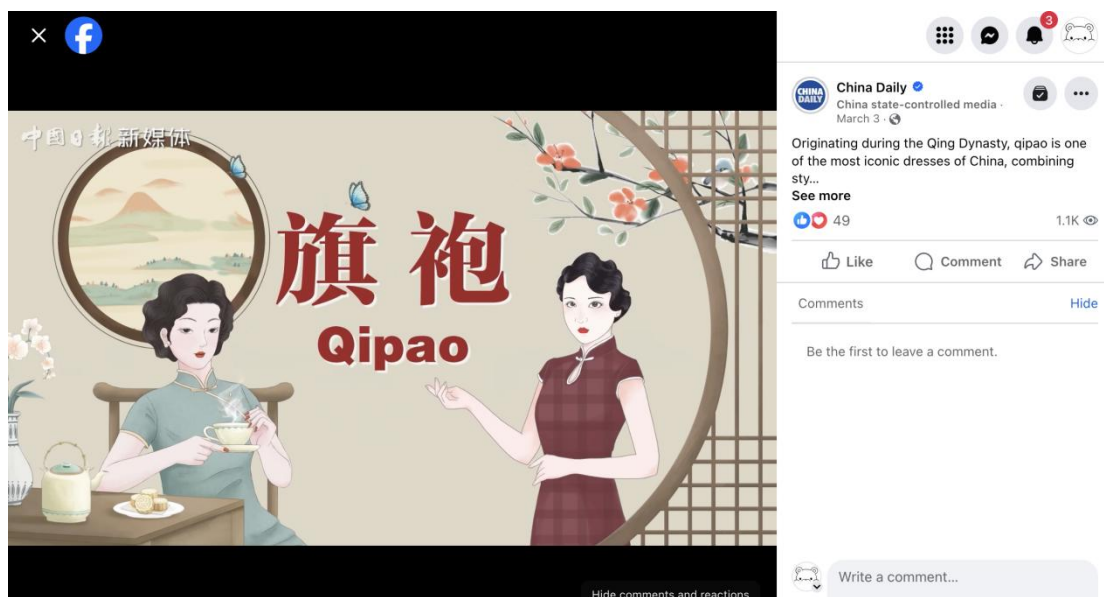 中国日报新媒体
旗袍
Qipao
3
CHINA
DAILY
China Daily
China state-controlled media ·
March 3 ·
Originating during the Qing Dynasty, qipao is one
of the most iconic dresses of China, combining
sty...
See more
49
1.1K
Like
Comment
Share
Comments
Hide
Be the first to leave a comment.
Write a comment...
Hide comments and reactions